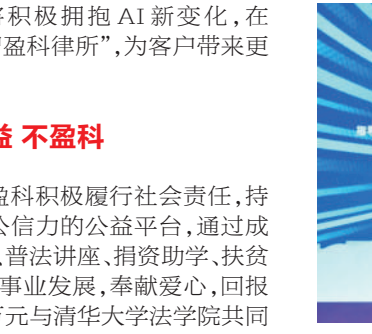 将积极拥抱 AI 新变化,在
盈科律所”,为客户带来更
益 不盈科
盈科积极履行社会责任,持
公信力的公益平台,通过成
、普法讲座、捐资助学、扶贫
事业发展,奉献爱心,回报
万元与清华大学法学院共同